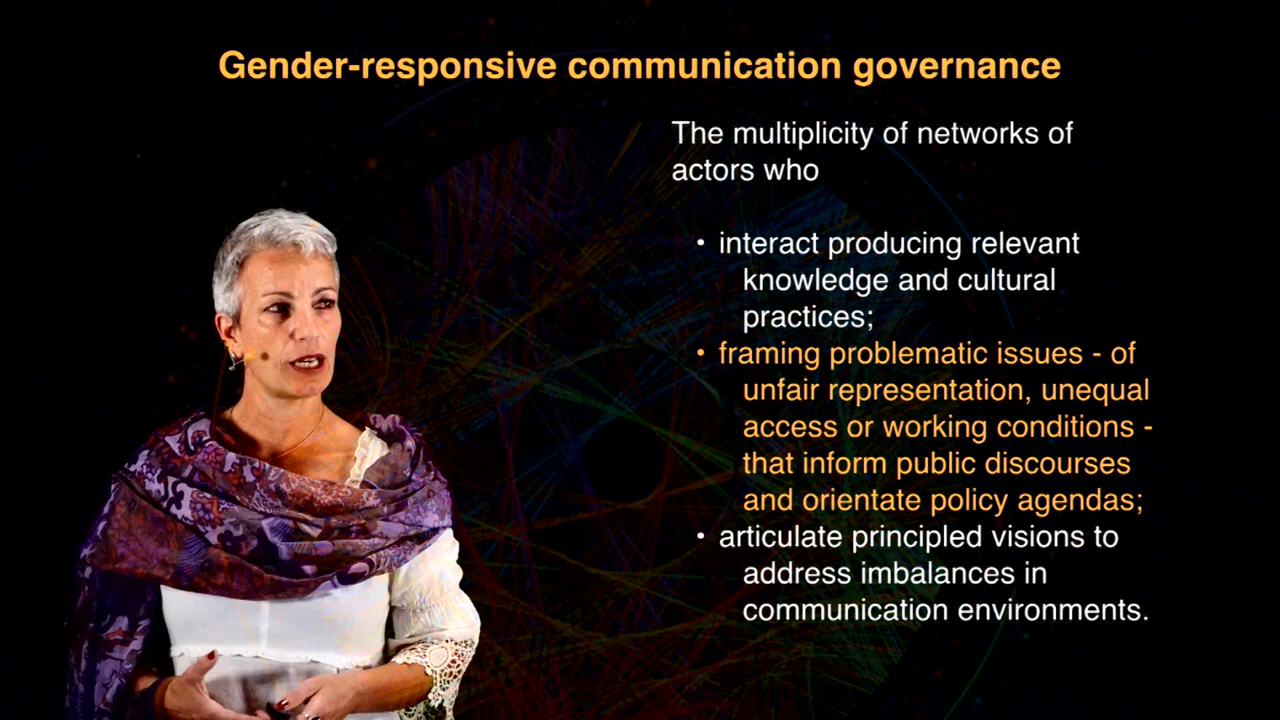 Gender-responsive communication governance
The multiplicity of networks of
actors who
• interact producing relevant
knowledge and cultural
practices;
• framing problematic issues - of
unfair representation, unequal
access or working conditions -
that inform public discourses
and orientate policy agendas;
• articulate principled visions to
address imbalances in
communication environments.